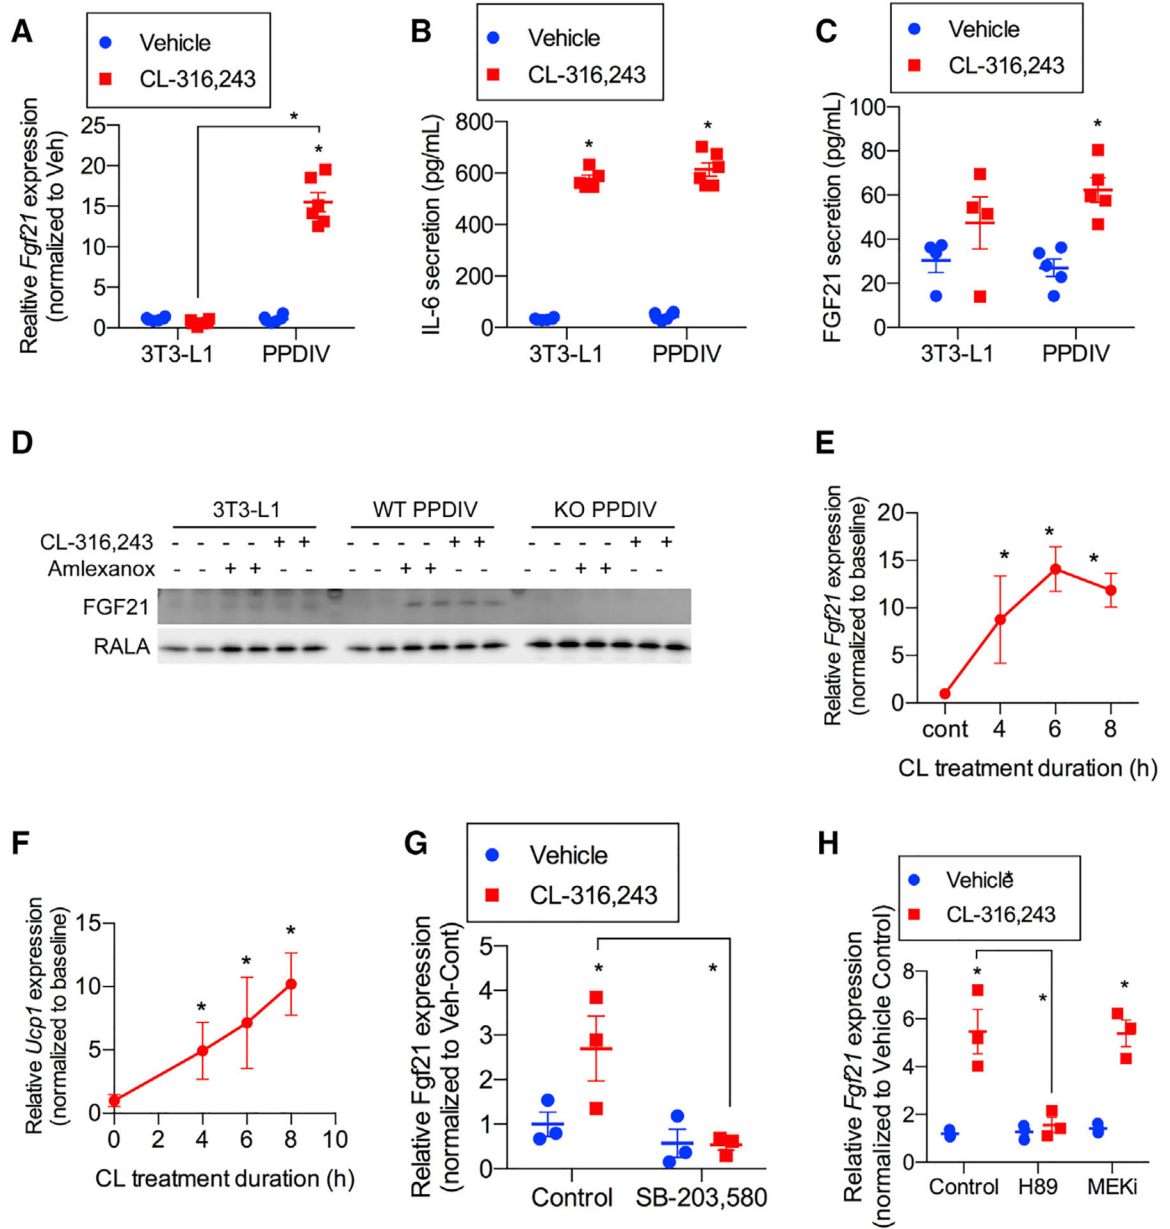 A
Vehicle
CL-316,243
Realtive Fgf21 expression
(normalized to Veh)
25
20
15
10
5
0
*
*
3T3-L1
PPDIV
B
Vehicle
CL-316,243
IL-6 secretion (pg/mL)
800
600
400
200
0
*
*
3T3-L1
PPDIV
C
Vehicle
CL-316,243
FGF21 secretion (pg/mL)
100
80
60
40
20
0
*
3T3-L1
PPDIV
D
3T3-L1 WT PPDIV KO PPDIV
CL-316,243 - - - - + + - - - - + + - - - - + +
Amlexanox - - + + - - - - + + - - - - + + - -
FGF21
RALA
E
Relative Fgf21 expression
(normalized to baseline)
20
15
10
5
0
* * *
cont 4 6 8
CL treatment duration (h)
F
Relative Ucp1 expression
(normalized to baseline)
15
10
5
0
* * *
0 2 4 6 8 10
CL treatment duration (h)
G
Vehicle
CL-316,243
Relative Fgf21 expression
(normalized to Veh-Cont)
5
4
3
2
1
0
* *
Control SB-203,580
H
Vehicle
*
CL-316,243
Relative Fgf21 expression
(normalized to Vehicle Control)
8
6
4
2
0
* * *
Control H89 MEKi